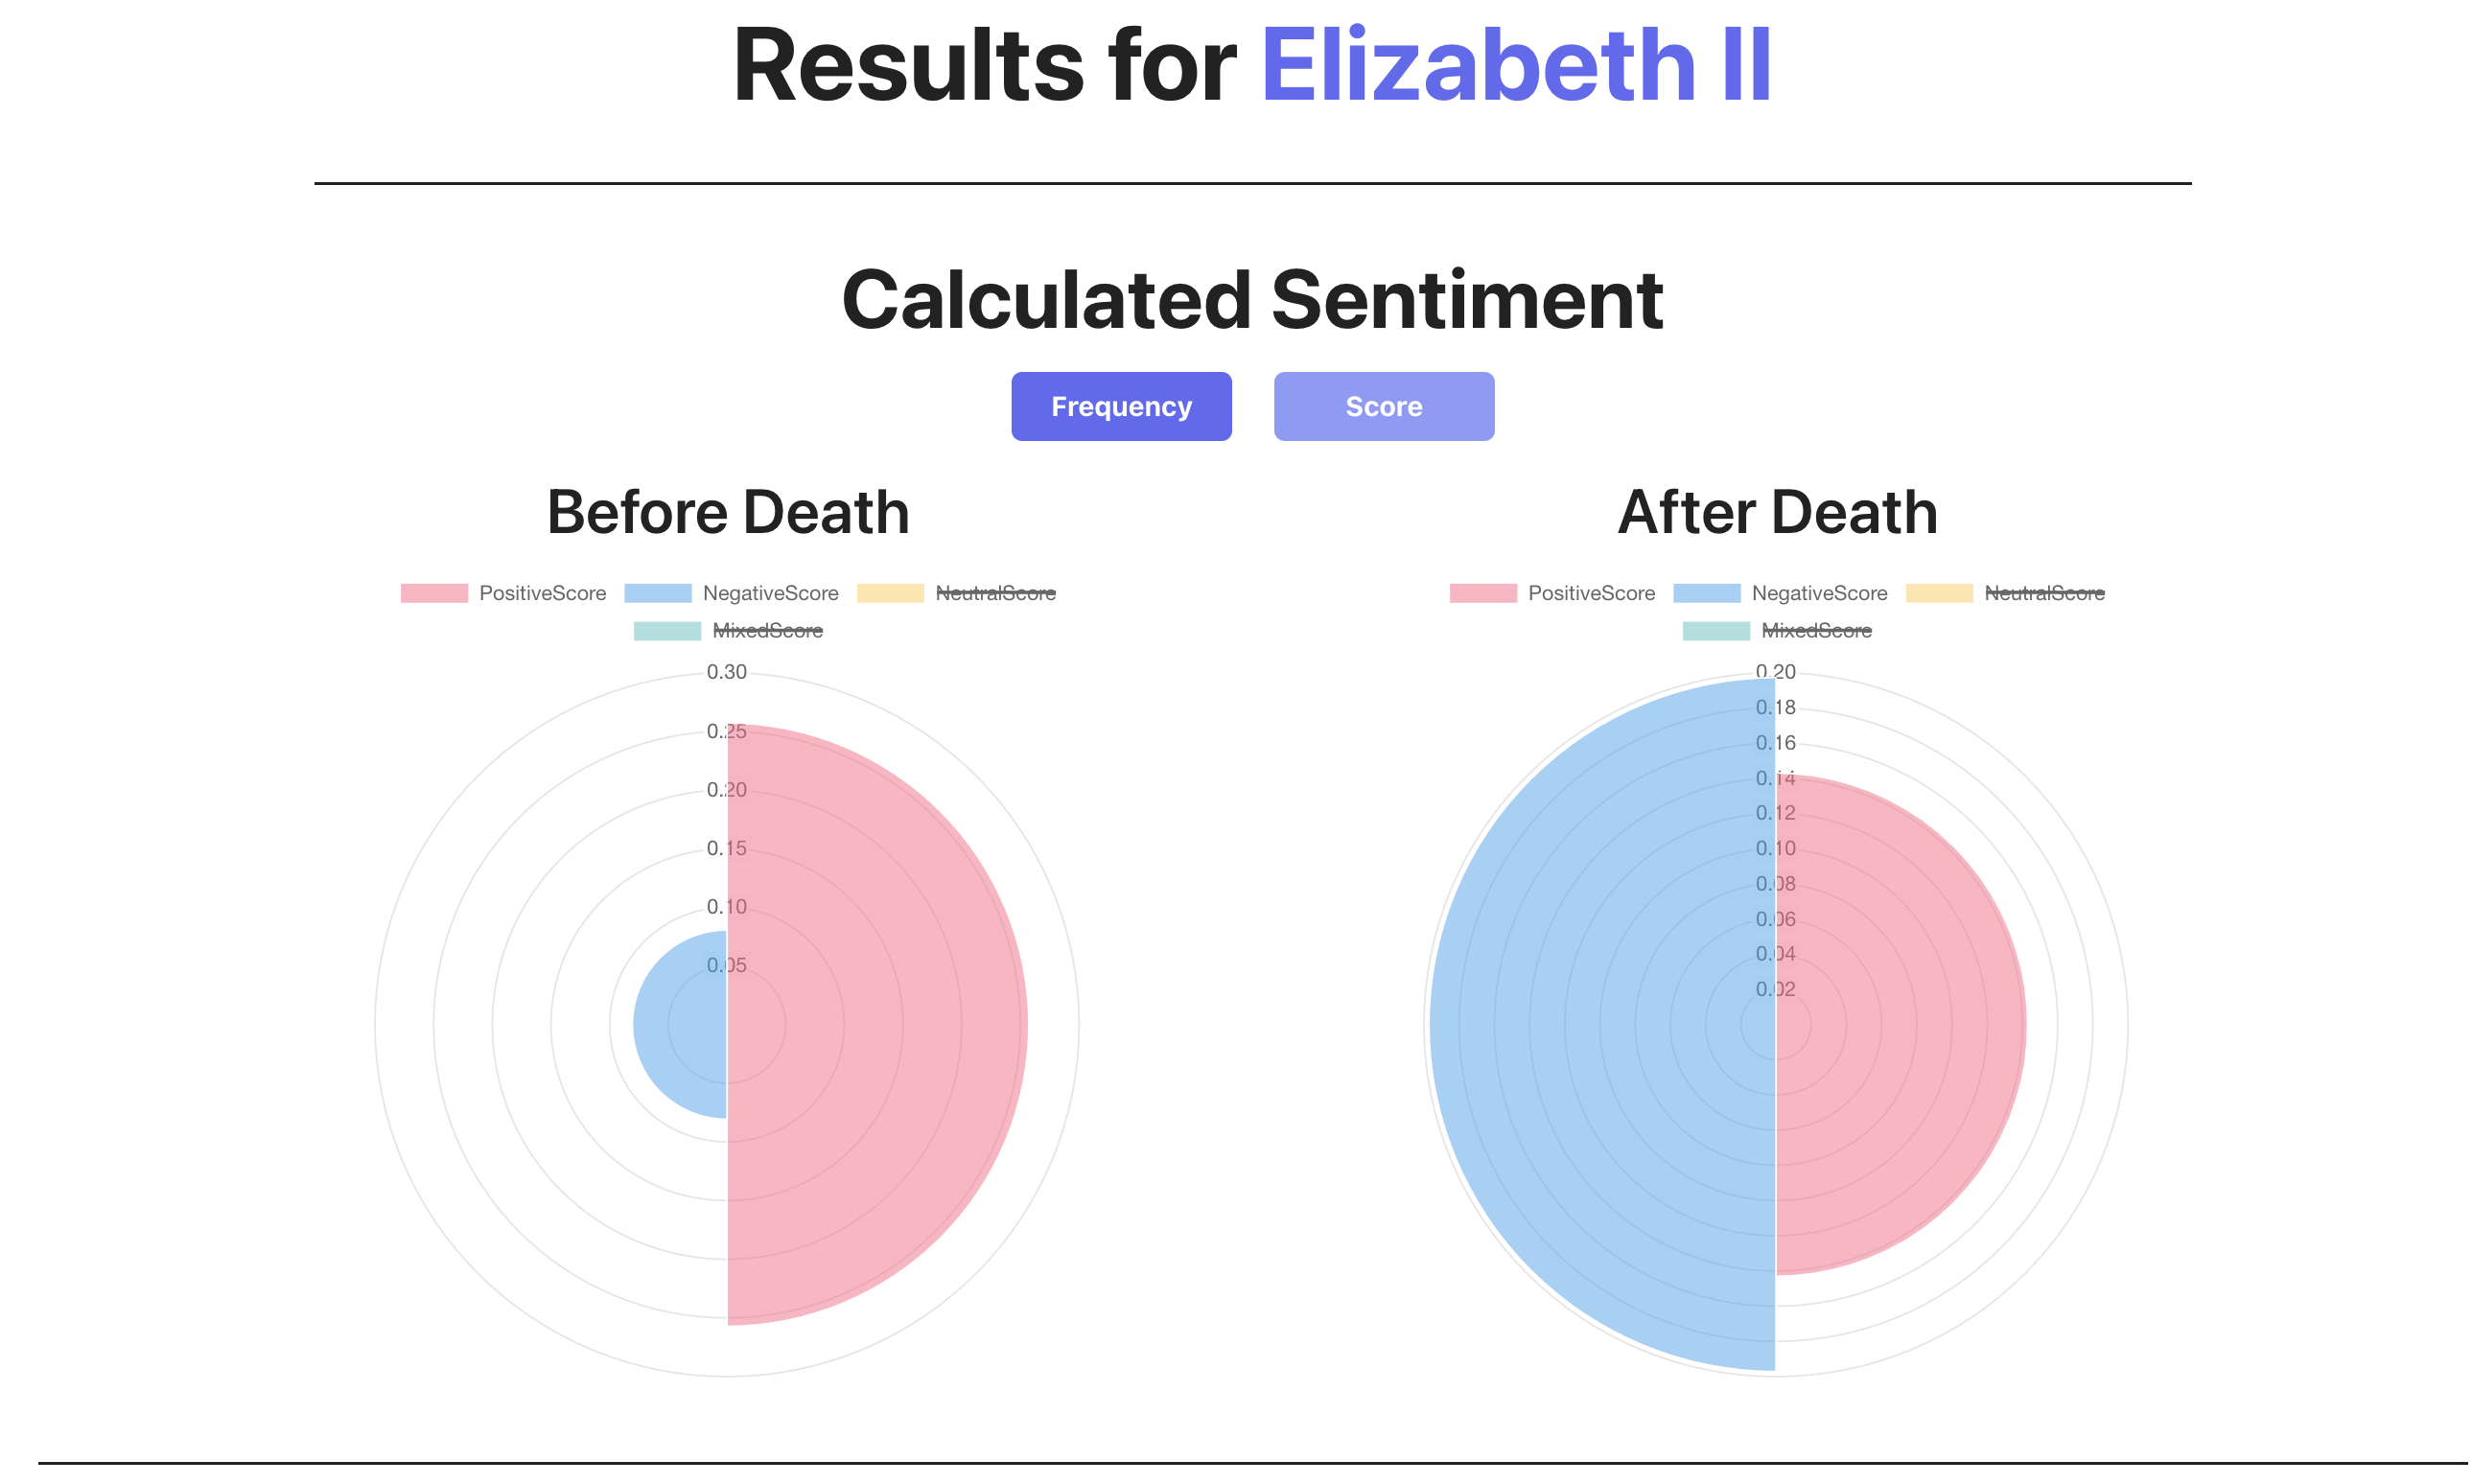 Results for Elizabeth II
Calculated Sentiment
Frequency Score
Before Death
PositiveScore NegativeScore NeutralScore
MixedScore
0.30
0.25
0.20
0.15
0.10
0.05
After Death
PositiveScore NegativeScore NeutralScore
MixedScore
0.20
0.18
0.16
0.14
0.12
0.10
0.08
0.06
0.04
0.02